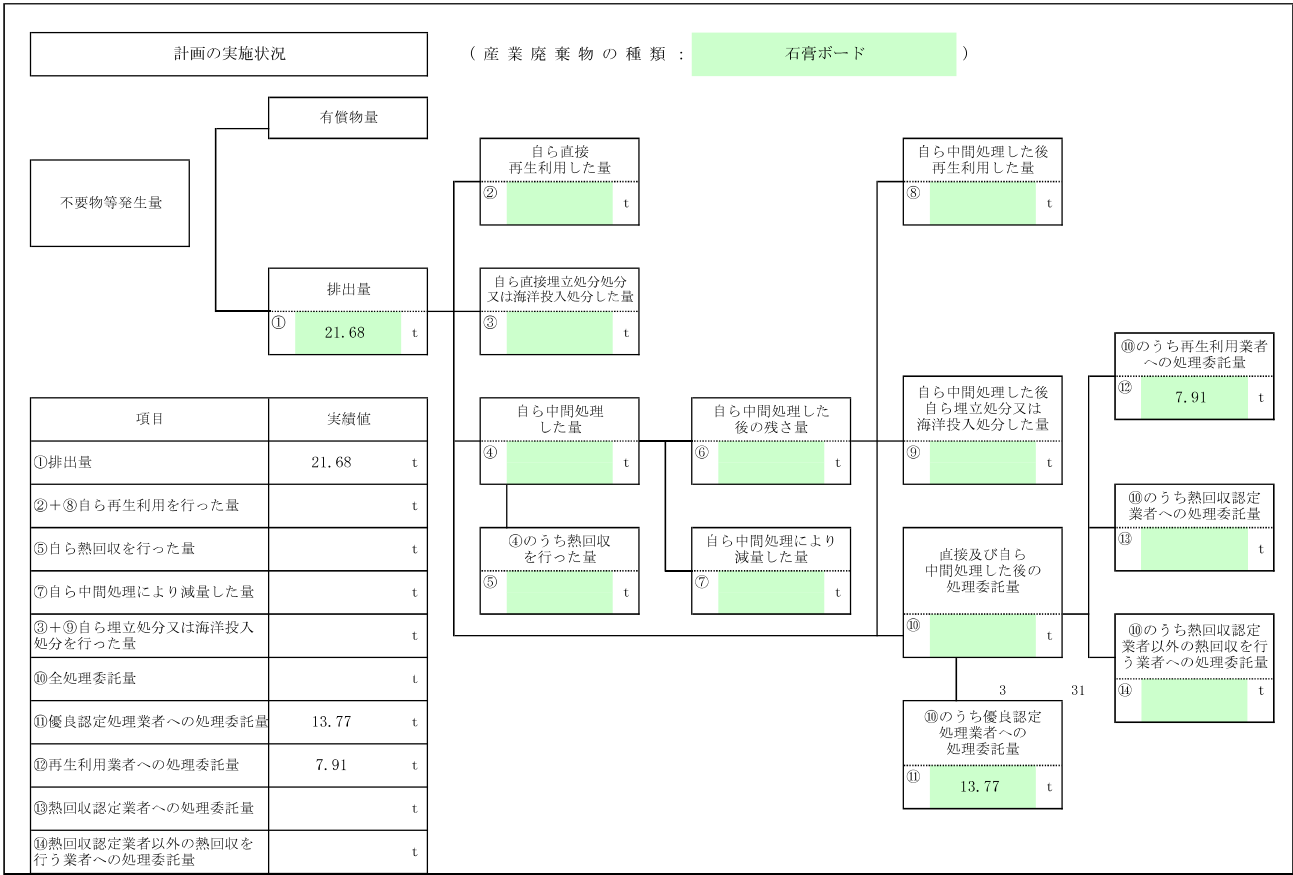 計画の実施状況
(産業廃棄物の種類: 石膏ボード )
有償物量
不要物等発生量
排出量
① 21.68 t
自ら直接
再生利用した量
② t
自ら直接埋立処分処分
又は海洋投入処分した量
③ t
自ら中間処理
した量
④ t
④のうち熱回収
を行った量
⑤ t
自ら中間処理した
後の残さ量
⑥ t
自ら中間処理により
減量した量
⑦ t
自ら中間処理した後
再生利用した量
⑧ t
自ら中間処理した後
自ら埋立処分又は
海洋投入処分した量
⑨ t
直接及び自ら
中間処理した後の
処理委託量
⑩ t
3 31
⑩のうち優良認定
処理業者への
処理委託量
⑪ 13.77 t
⑩のうち再生利用業者
への処理委託量
⑫ 7.91 t
⑩のうち熱回収認定
業者への処理委託量
⑬ t
⑩のうち熱回収認定
業者以外の熱回収を行
う業者への処理委託量
⑭ t
項目 実績値
①排出量 21.68 t
②+⑧自ら再生利用を行った量 t
⑤自ら熱回収を行った量 t
⑦自ら中間処理により減量した量 t
③+⑨自ら埋立処分又は海洋投入
処分を行った量 t
⑩全処理委託量 t
⑪優良認定処理業者への処理委託量 13.77 t
⑫再生利用業者への処理委託量 7.91 t
⑬熱回収認定業者への処理委託量 t
⑭熱回収認定業者以外の熱回収を
行う業者への処理委託量 t